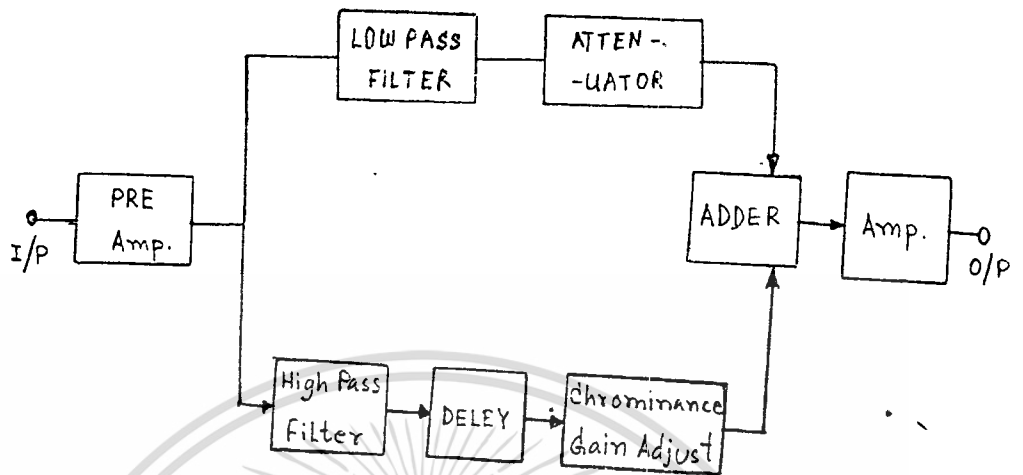 LOW PASS
FILTER
ATTEN-
-UATOR
PRE
Amp.
I/P
ADDER
Amp.
O/P
High Pass
Filter
DELEY
Chrominance
Gain Adjust